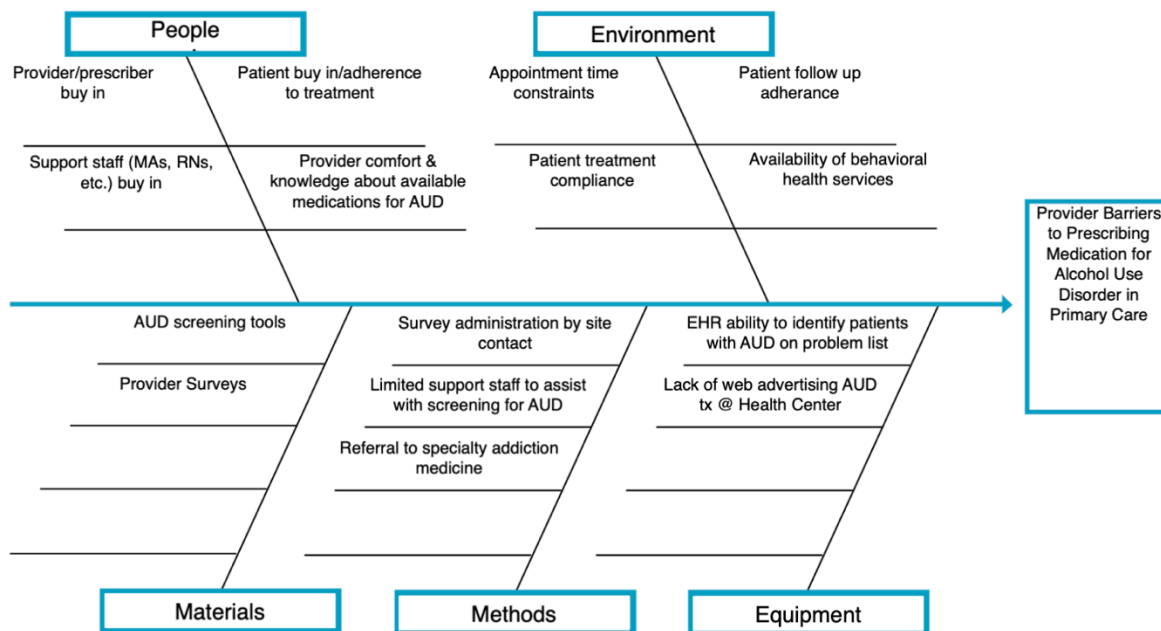 People
Environment
Provider/prescriber
buy in
Patient buy in/adherence
to treatment
Appointment time
constraints
Patient follow up
adherance
Support staff (MAs, RNs,
etc.) buy in
Provider comfort &
knowledge about available
medications for AUD
Patient treatment
compliance
Availability of behavioral
health services
Provider Barriers
to Prescribing
Medication for
Alcohol Use
Disorder in
Primary Care
AUD screening tools
Provider Surveys
Survey administration by site
contact
Limited support staff to assist
with screening for AUD
Referral to specialty addiction
medicine
EHR ability to identify patients
with AUD on problem list
Lack of web advertising AUD
tx @ Health Center
Materials
Methods
Equipment